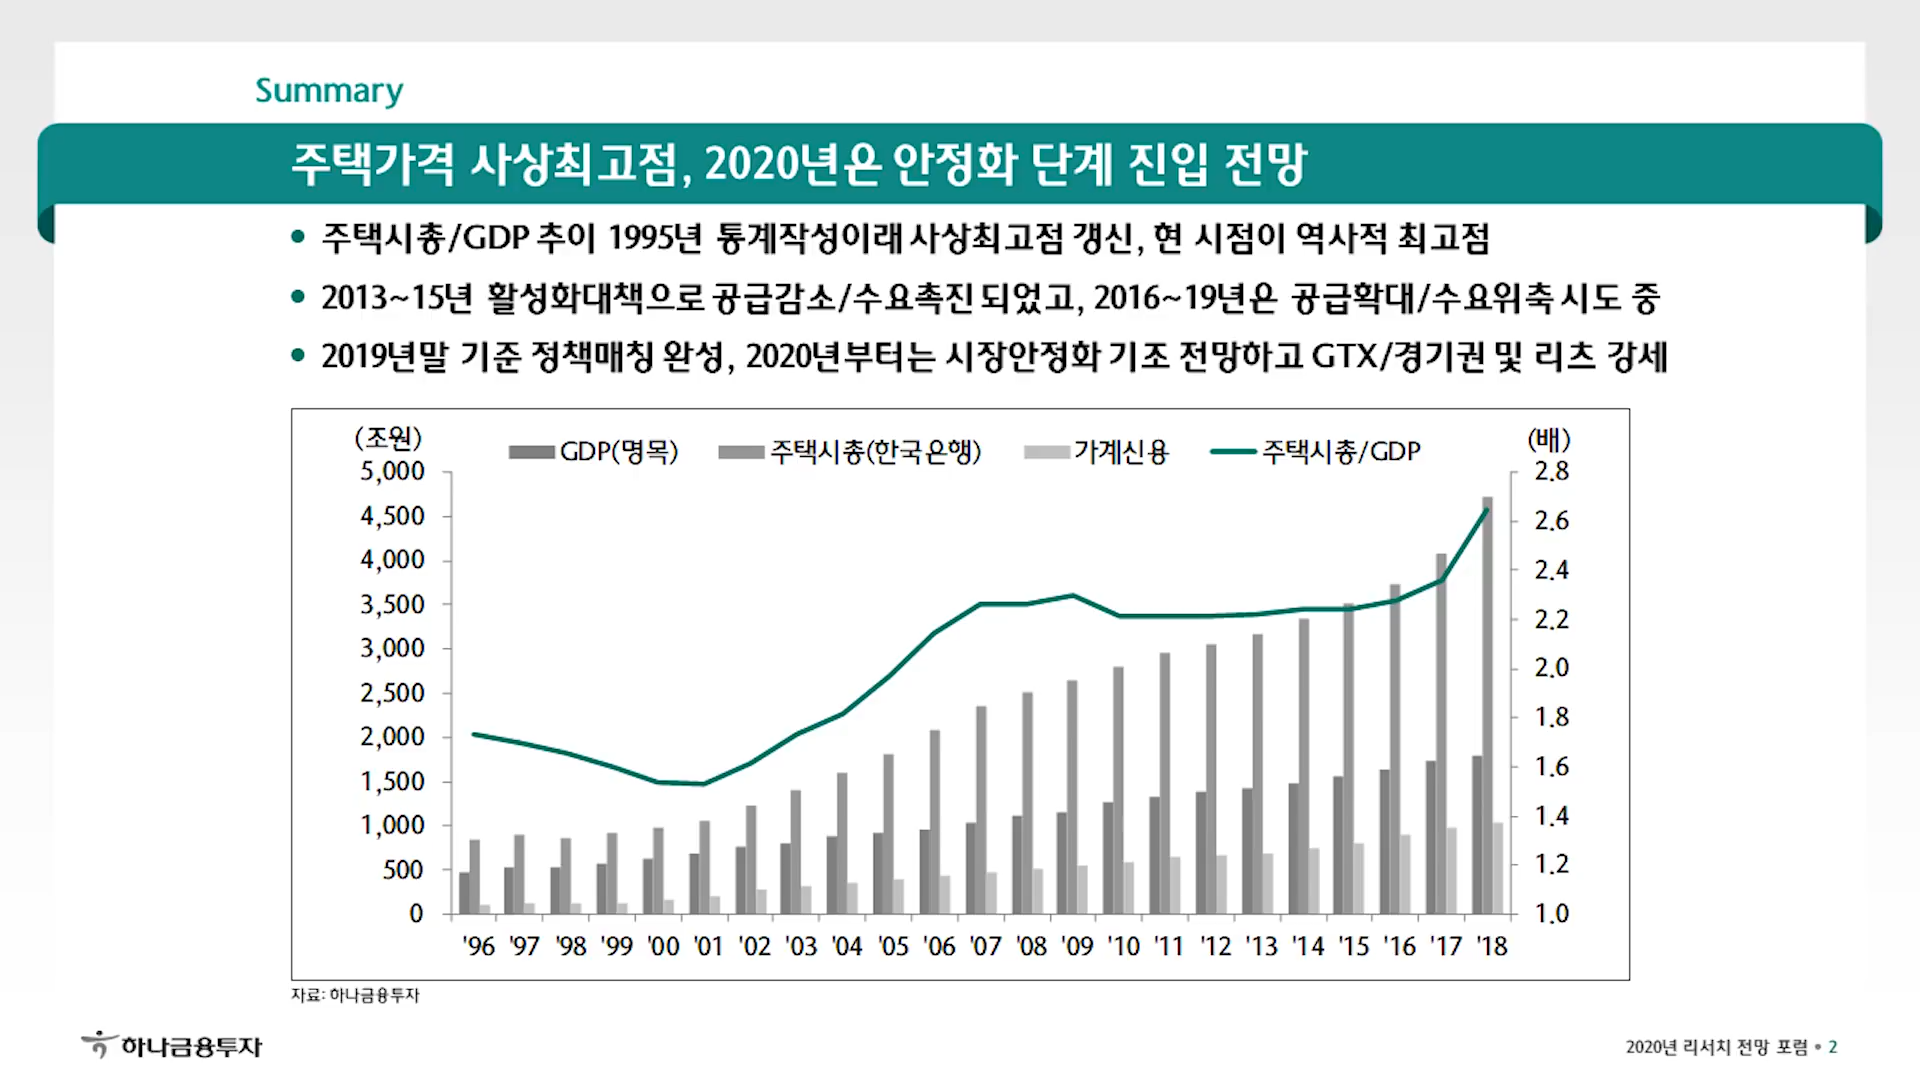 Summary
주택가격 사상최고점, 2020년은 안정화 단계 진입 전망
• 주택시총/GDP 추이 1995년 통계작성이래 사상최고점 갱신, 현 시점이 역사적 최고점
• 2013~15년 활성화대책으로 공급감소/수요촉진 되었고, 2016~19년은 공급확대/수요위축 시도 중
• 2019년말 기준 정책매칭 완성, 2020년부터는 시장안정화 기조 전망하고 GTX/경기권 및 리츠 강세
(조원) (배)
GDP(명목) 주택시총(한국은행) 가계신용 주택시총/GDP
5,000 2.8
4,500 2.6
4,000 2.4
3,500 2.2
3,000 2.0
2,500 1.8
2,000 1.6
1,500 1.4
1,000 1.2
500 1.0
0
'96 '97 '98 '99 '00 '01 '02 '03 '04 '05 '06 '07 '08 '09 '10 '11 '12 '13 '14 '15 '16 '17 '18
자료: 하나금융투자
하나금융투자
2020년 리서치 전망 포럼 • 2